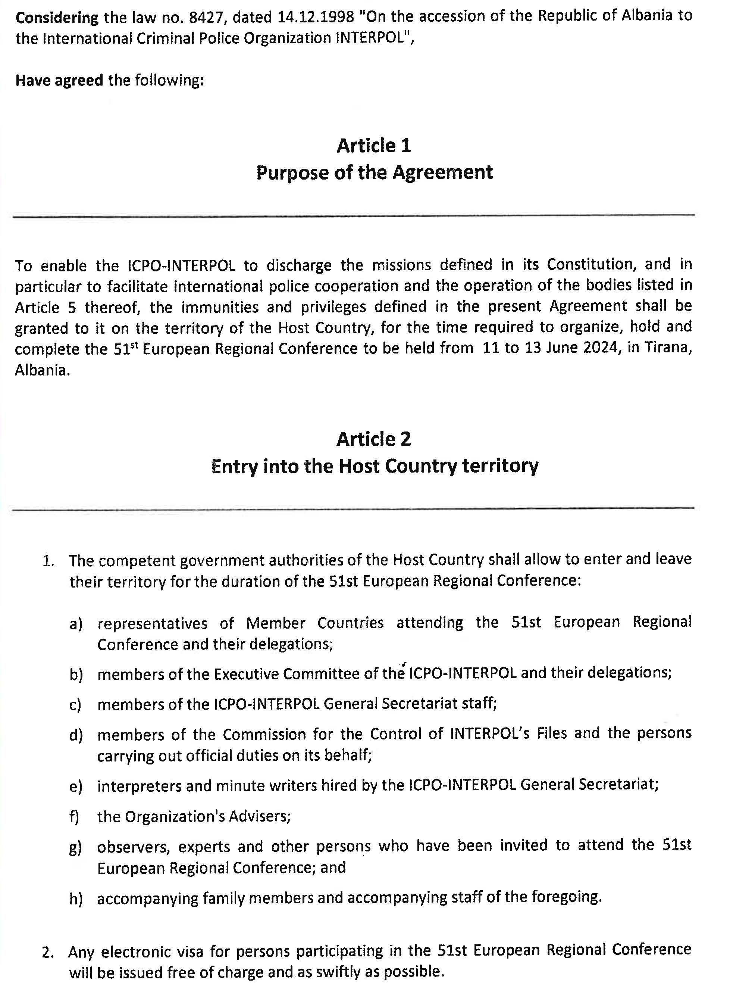 Considering the law no. 8427, dated 14.12.1998 "On the accession of the Republic of Albania to
the International Criminal Police Organization INTERPOL",
Have agreed the following:
Article 1
Purpose of the Agreement
To enable the ICPO-INTERPOL to discharge the missions defined in its Constitution, and in
particular to facilitate international police cooperation and the operation of the bodies listed in
Article 5 thereof, the immunities and privileges defined in the present Agreement shall be
granted to it on the territory of the Host Country, for the time required to organize, hold and
complete the 51st European Regional Conference to be held from 11 to 13 June 2024, in Tirana,
Albania.
Article 2
Entry into the Host Country territory
1. The competent government authorities of the Host Country shall allow to enter and leave
their territory for the duration of the 51st European Regional Conference:
a) representatives of Member Countries attending the 51st European Regional
Conference and their delegations;
b) members of the Executive Committee of the ICPO-INTERPOL and their delegations;
c) members of the ICPO-INTERPOL General Secretariat staff;
d) members of the Commission for the Control of INTERPOL's Files and the persons
carrying out official duties on its behalf;
e) interpreters and minute writers hired by the ICPO-INTERPOL General Secretariat;
f) the Organization's Advisers;
g) observers, experts and other persons who have been invited to attend the 51st
European Regional Conference; and
h) accompanying family members and accompanying staff of the foregoing.
2. Any electronic visa for persons participating in the 51st European Regional Conference
will be issued free of charge and as swiftly as possible.